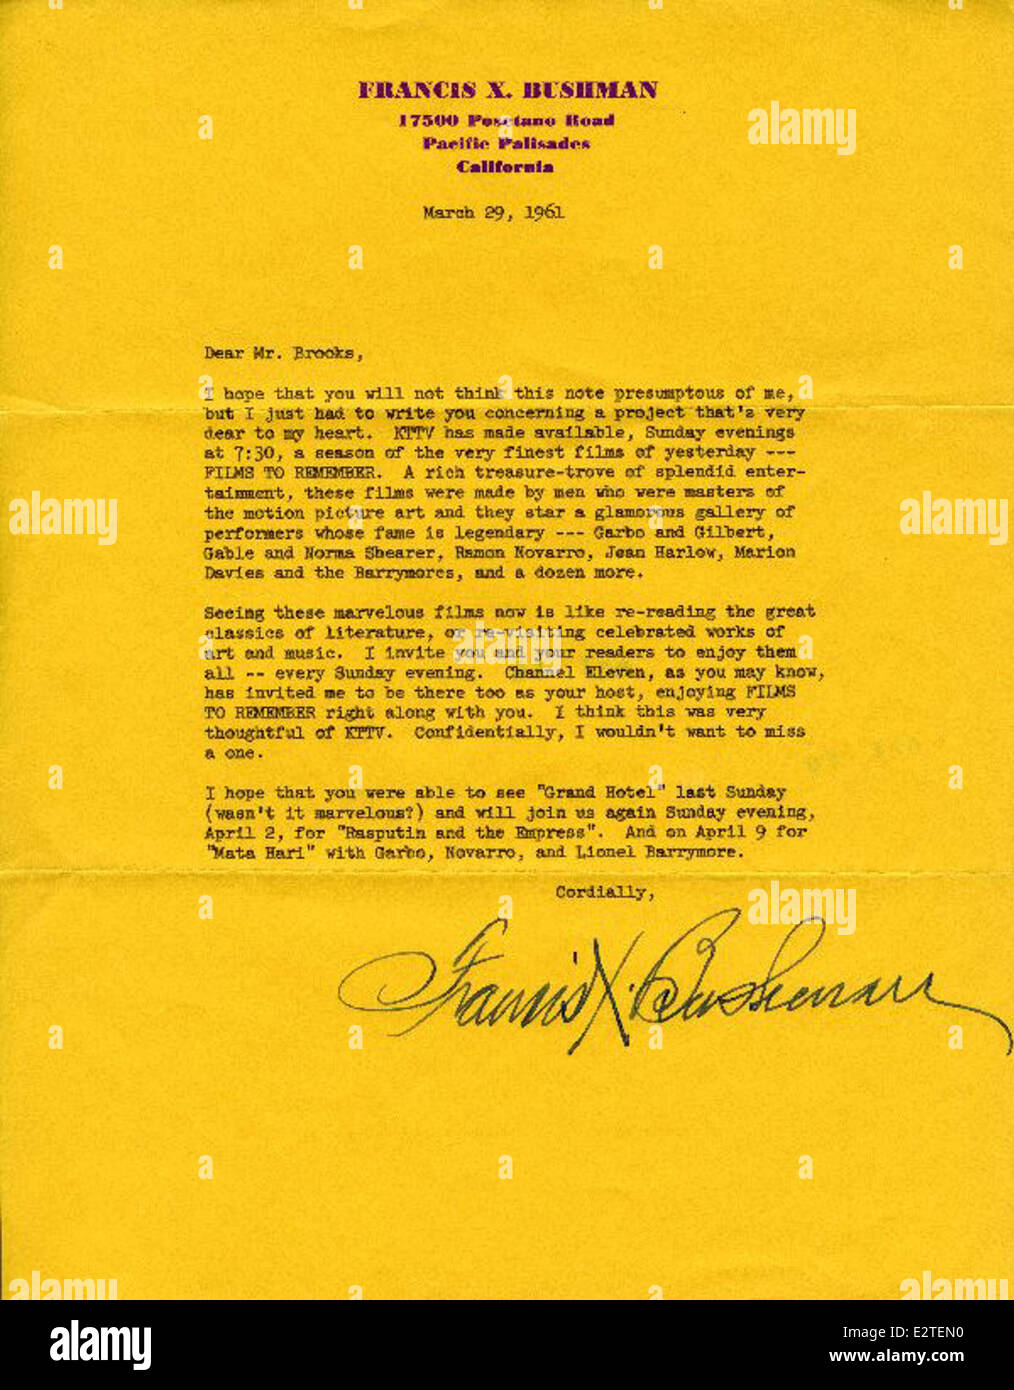 FRANCIS X. BUSHMAN
17500 Posetano Road
Pacific Palisades
California
March 29, 1961
Dear Mr. Brooks,
I hope that you will not think this note presumptous of me,
but I just had to write you concerning a project that's very
dear to my heart. KTTV has made available, Sunday evenings
at 7:30, a season of the very finest films of yesterday ---
FILMS TO REMEMBER. A rich treasure-trove of splendid enter-
tainment, these films were made by men who were masters of
the motion picture art and they star a glamorous gallery of
performers whose fame is legendary --- Garbo and Gilbert,
Gable and Norma Shearer, Ramon Novarro, Jean Harlow, Marion
Davies and the Barrymores, and a dozen more.
Seeing these marvelous films now is like re-reading the great
classics of literature, or re-visiting celebrated works of
art and music. I invite you and your readers to enjoy them
all -- every Sunday evening. Channel Eleven, as you may know,
has invited me to be there too as your host, enjoying FILMS
TO REMEMBER right along with you. I think this was very
thoughtful of KTTV. Confidentially, I wouldn't want to miss
a one.
I hope that you were able to see "Grand Hotel" last Sunday
(wasn't it marvelous?) and will join us again Sunday evening,
April 2, for "Rasputin and the Empress". And on April 9 for
"Mata Hari" with Garbo, Novarro, and Lionel Barrymore.
Cordially,
Francis X. Bushman
alamy
Image ID: E2TEN0
www.alamy.com